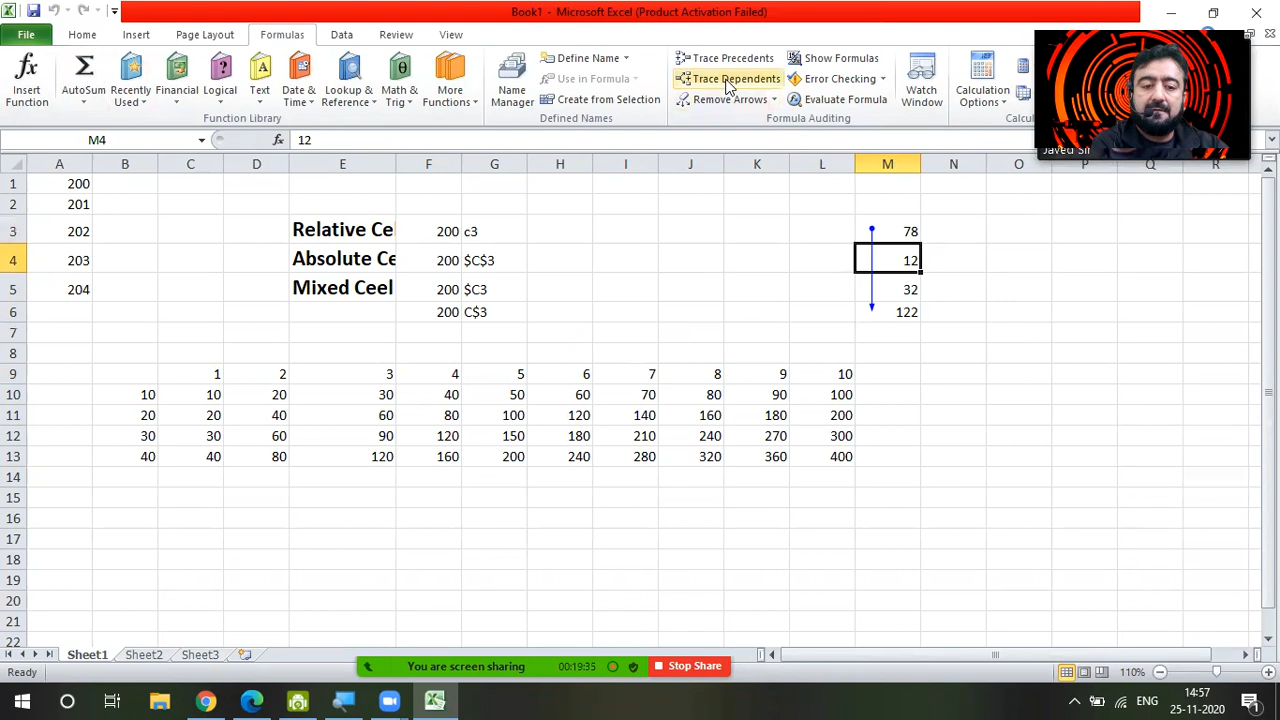 Book1 - Microsoft Excel (Product Activation Failed)
File Home Insert Page Layout Formulas Data Review View
fx Insert Function
Σ AutoSum
Recently Used
Financial
Logical
Text
Date & Time
Lookup & Reference
Math & Trig
More Functions
Function Library
Name Manager
Define Name
Use in Formula
Create from Selection
Defined Names
Trace Precedents
Trace Dependents
Remove Arrows
Show Formulas
Error Checking
Evaluate Formula
Formula Auditing
Watch Window
Calculation Options
Calcu
M4 fx 12
A B C D E F G H I J K L M N O P Q R
1 200
2 201
3 202 Relative Ce 200 c3 78
4 203 Absolute Ce 200 $C$3 12
5 204 Mixed Ceel 200 $C3 32
6 200 C$3 122
7
8
9 1 2 3 4 5 6 7 8 9 10
10 10 10 20 30 40 50 60 70 80 90 100
11 20 20 40 60 80 100 120 140 160 180 200
12 30 30 60 90 120 150 180 210 240 270 300
13 40 40 80 120 160 200 240 280 320 360 400
14
15
16
17
18
19
20
21
22
Sheet1 Sheet2 Sheet3
You are screen sharing 00:19:35 Stop Share
Ready 110%
ENG 14:57
25-11-2020